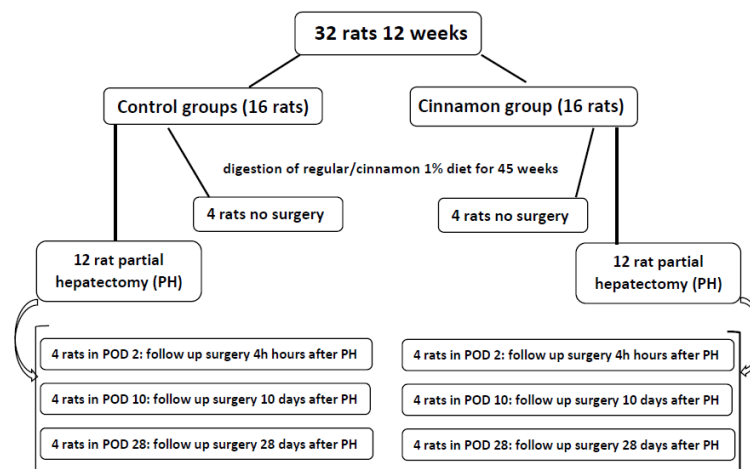 32 rats 12 weeks
Control groups (16 rats)
Cinnamon group (16 rats)
digestion of regular/cinnamon 1% diet for 45 weeks
4 rats no surgery
4 rats no surgery
12 rat partial
hepatectomy (PH)
12 rat partial
hepatectomy (PH)
4 rats in POD 2: follow up surgery 4h hours after PH
4 rats in POD 10: follow up surgery 10 days after PH
4 rats in POD 28: follow up surgery 28 days after PH
4 rats in POD 2: follow up surgery 4h hours after PH
4 rats in POD 10: follow up surgery 10 days after PH
4 rats in POD 28: follow up surgery 28 days after PH